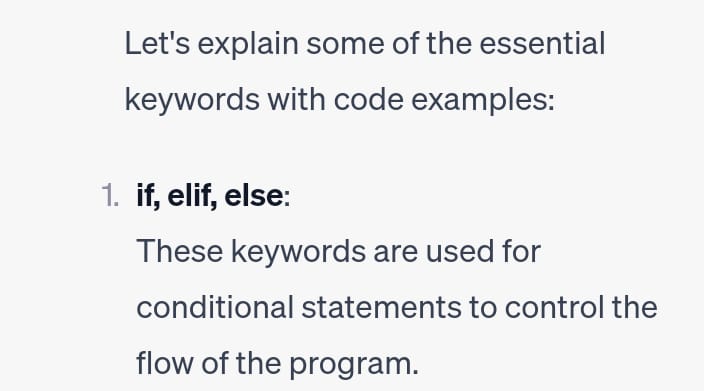 Let's explain some of the essential
keywords with code examples:
1. if, elif, else:
These keywords are used for
conditional statements to control the
flow of the program.